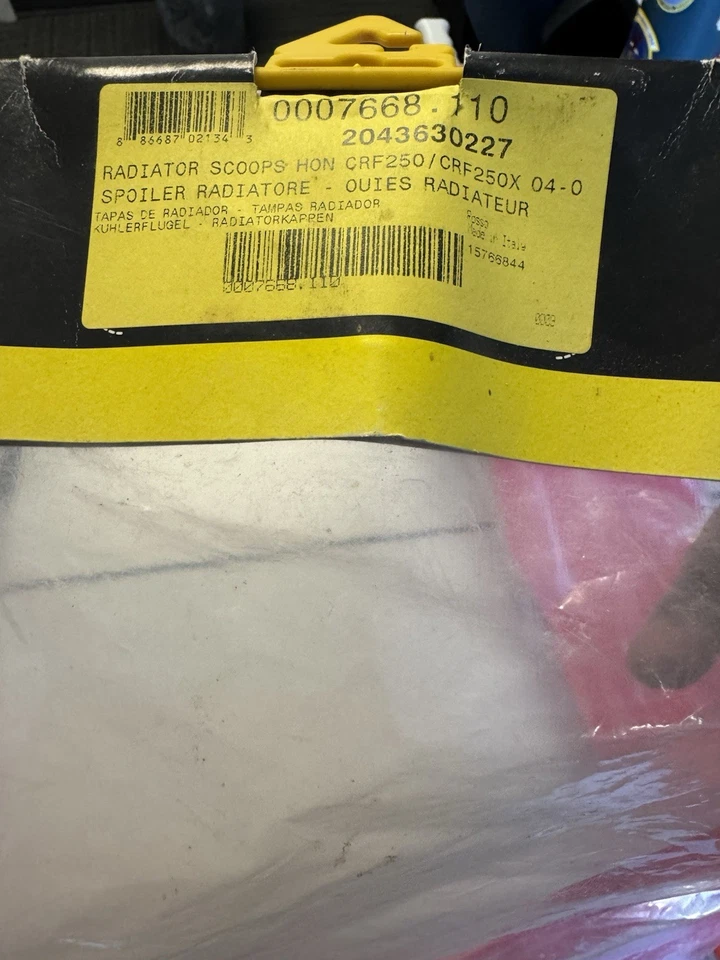 0007668.110
8 86687 02134 3
2043630227
RADIATOR SCOOPS HON CRF250/CRF250X 04-0
SPOILER RADIATORE - OUIES RADIATEUR
TAPAS DE RADIADOR - TAMPAS RADIADOR
KUHLERFLUGEL - RADIATORKAPPEN
Rosso
Made in Italy
15766844
0007668.110